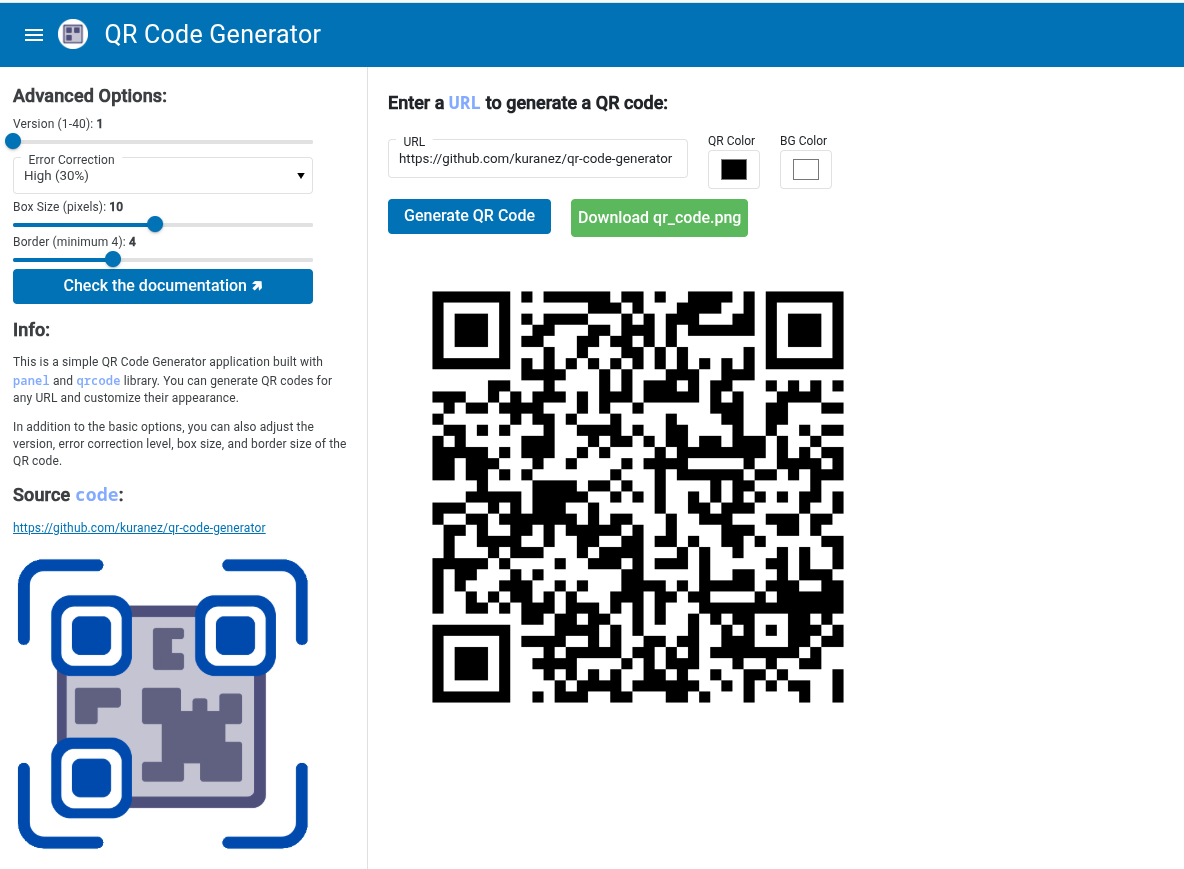 QR Code Generator
Advanced Options:
Version (1-40): 1
Error Correction
High (30%)
Box Size (pixels): 10
Border (minimum 4): 4
Check the documentation
Info:
This is a simple QR Code Generator application built with
panel and qrcode library. You can generate QR codes for
any URL and customize their appearance.
In addition to the basic options, you can also adjust the
version, error correction level, box size, and border size of the
QR code.
Source code:
https://github.com/kuranez/qr-code-generator
Enter a URL to generate a QR code:
URL
https://github.com/kuranez/qr-code-generator
QR Color
BG Color
Generate QR Code
Download qr_code.png